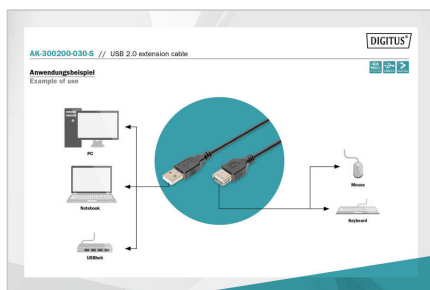 DIGITUS®
AK-300200-030-S // USB 2.0 extension cable
Anwendungsbeispiel
Example of use
PC
Notebook
USBhub
Mouse
Keyboard